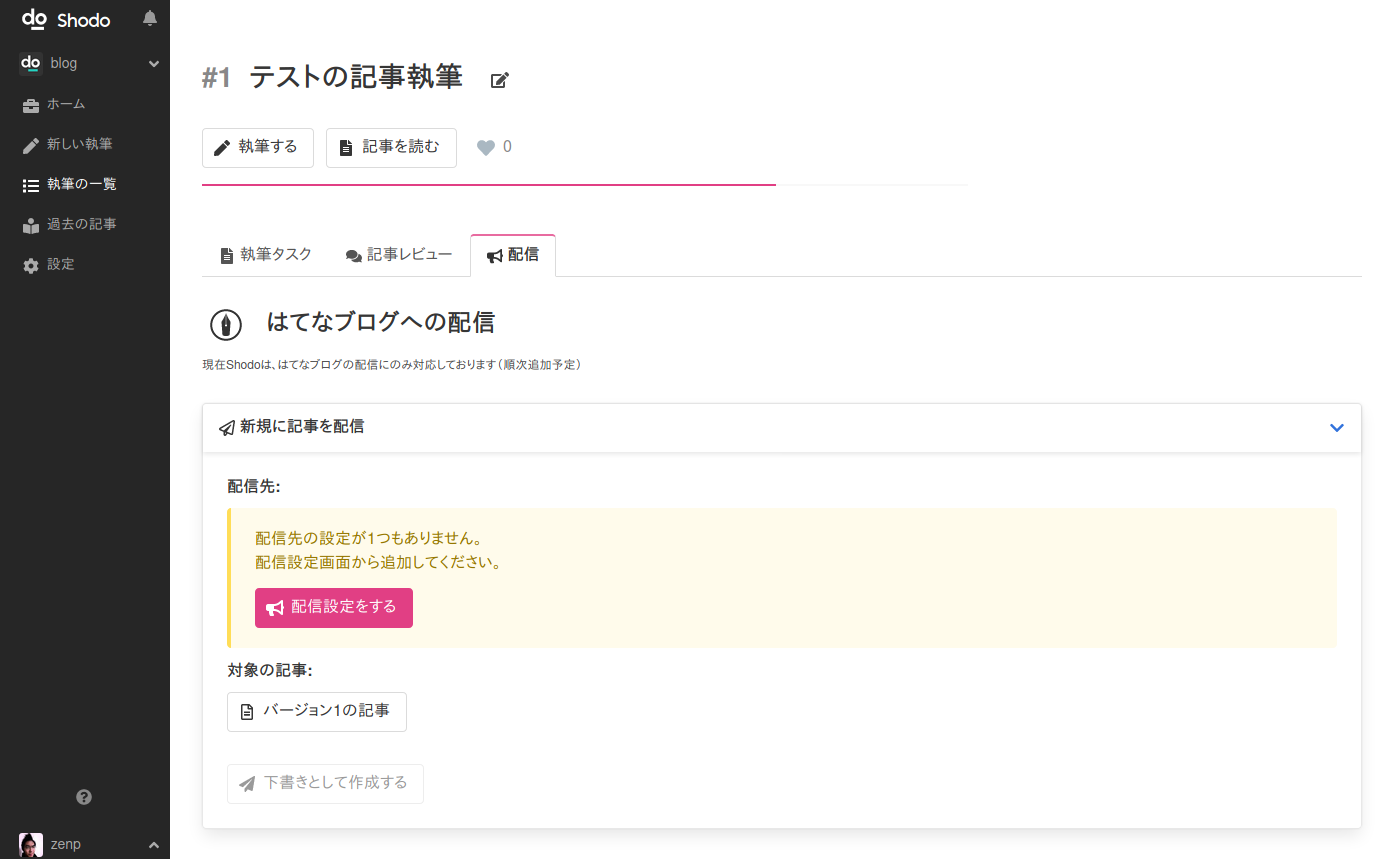 do Shodo
do blog
ホーム
新しい執筆
執筆の一覧
過去の記事
設定
zenp
#1 テストの記事執筆
執筆する 記事を読む 0
執筆タスク 記事レビュー 配信
はてなブログへの配信
現在Shodoは、はてなブログの配信にのみ対応しております（順次追加予定）
新規に記事を配信
配信先:
配信先の設定が1つもありません。
配信設定画面から追加してください。
配信設定をする
対象の記事:
バージョン1の記事
下書きとして作成する